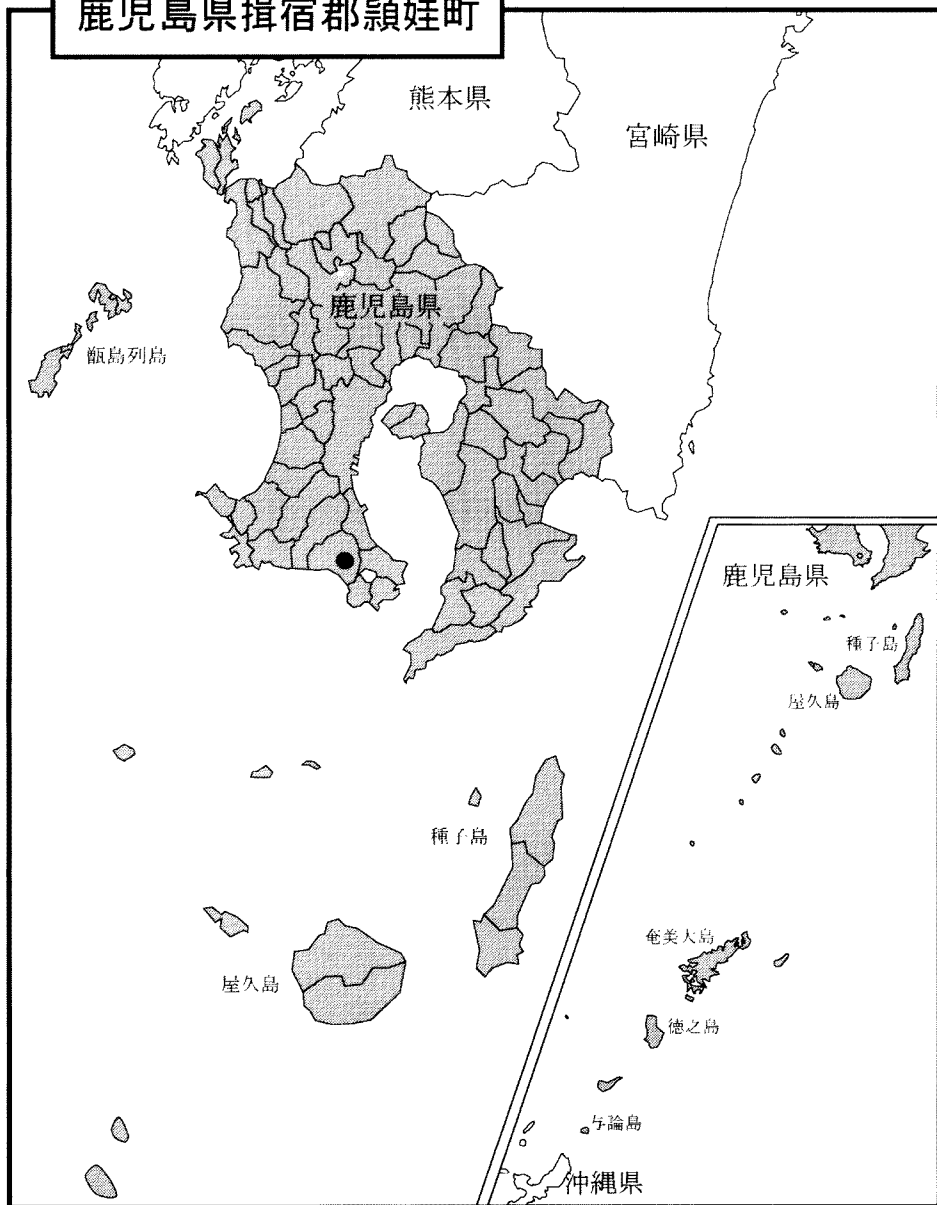 鹿児島県揖宿郡頴娃町
熊本県
宮崎県
鹿児島県
甑島列島
鹿児島県
種子島
屋久島
種子島
屋久島
奄美大島
徳之島
与論島
沖縄県